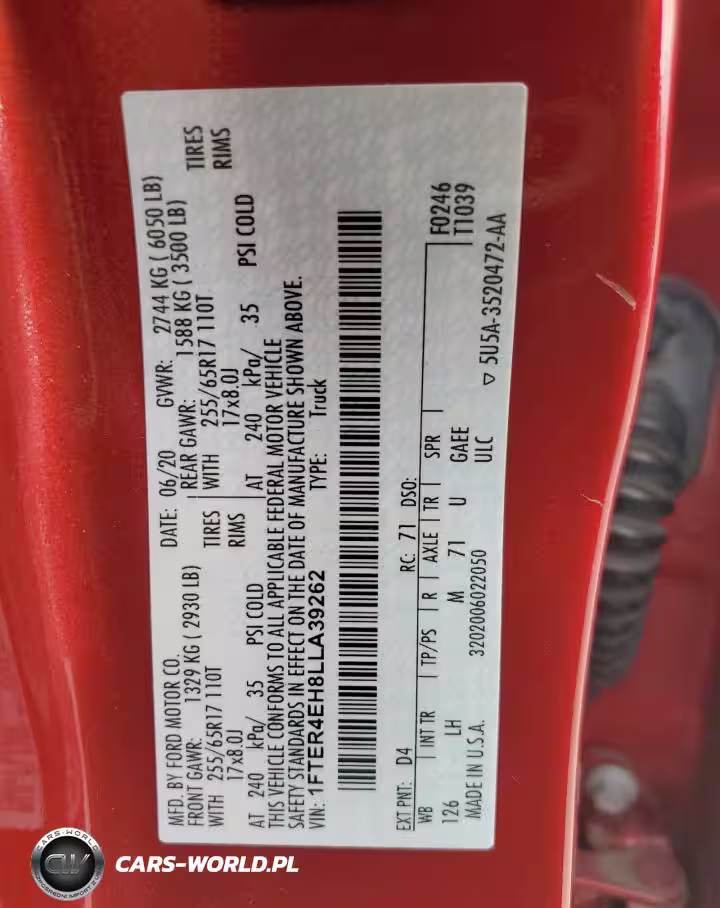 MFD. BY FORD MOTOR CO.
DATE: 06/20 GVWR: 2744 KG ( 6050 LB)
FRONT GAWR: 1329 KG ( 2930 LB)
REAR GAWR: 1588 KG ( 3500 LB)
WITH 255/65R17 110T TIRES
WITH 255/65R17 110T TIRES
17x8.0J RIMS
17x8.0J RIMS
AT 240 kPa/ 35 PSI COLD
AT 240 kPa/ 35 PSI COLD
THIS VEHICLE CONFORMS TO ALL APPLICABLE FEDERAL MOTOR VEHICLE
SAFETY STANDARDS IN EFFECT ON THE DATE OF MANUFACTURE SHOWN ABOVE.
VIN: 1FTER4EH8LLA39262 TYPE: Truck
EXT PNT: D4 RC: 71 DSO: F0246
WB INT TR TP/PS R AXLE TR SPR T1039
126 LH M 71 U GAEE
MADE IN U.S.A. 3202006022050 ULC ▽ 5U5A-3520472-AA
CARS-WORLD
CW
CARS-WORLD.PL